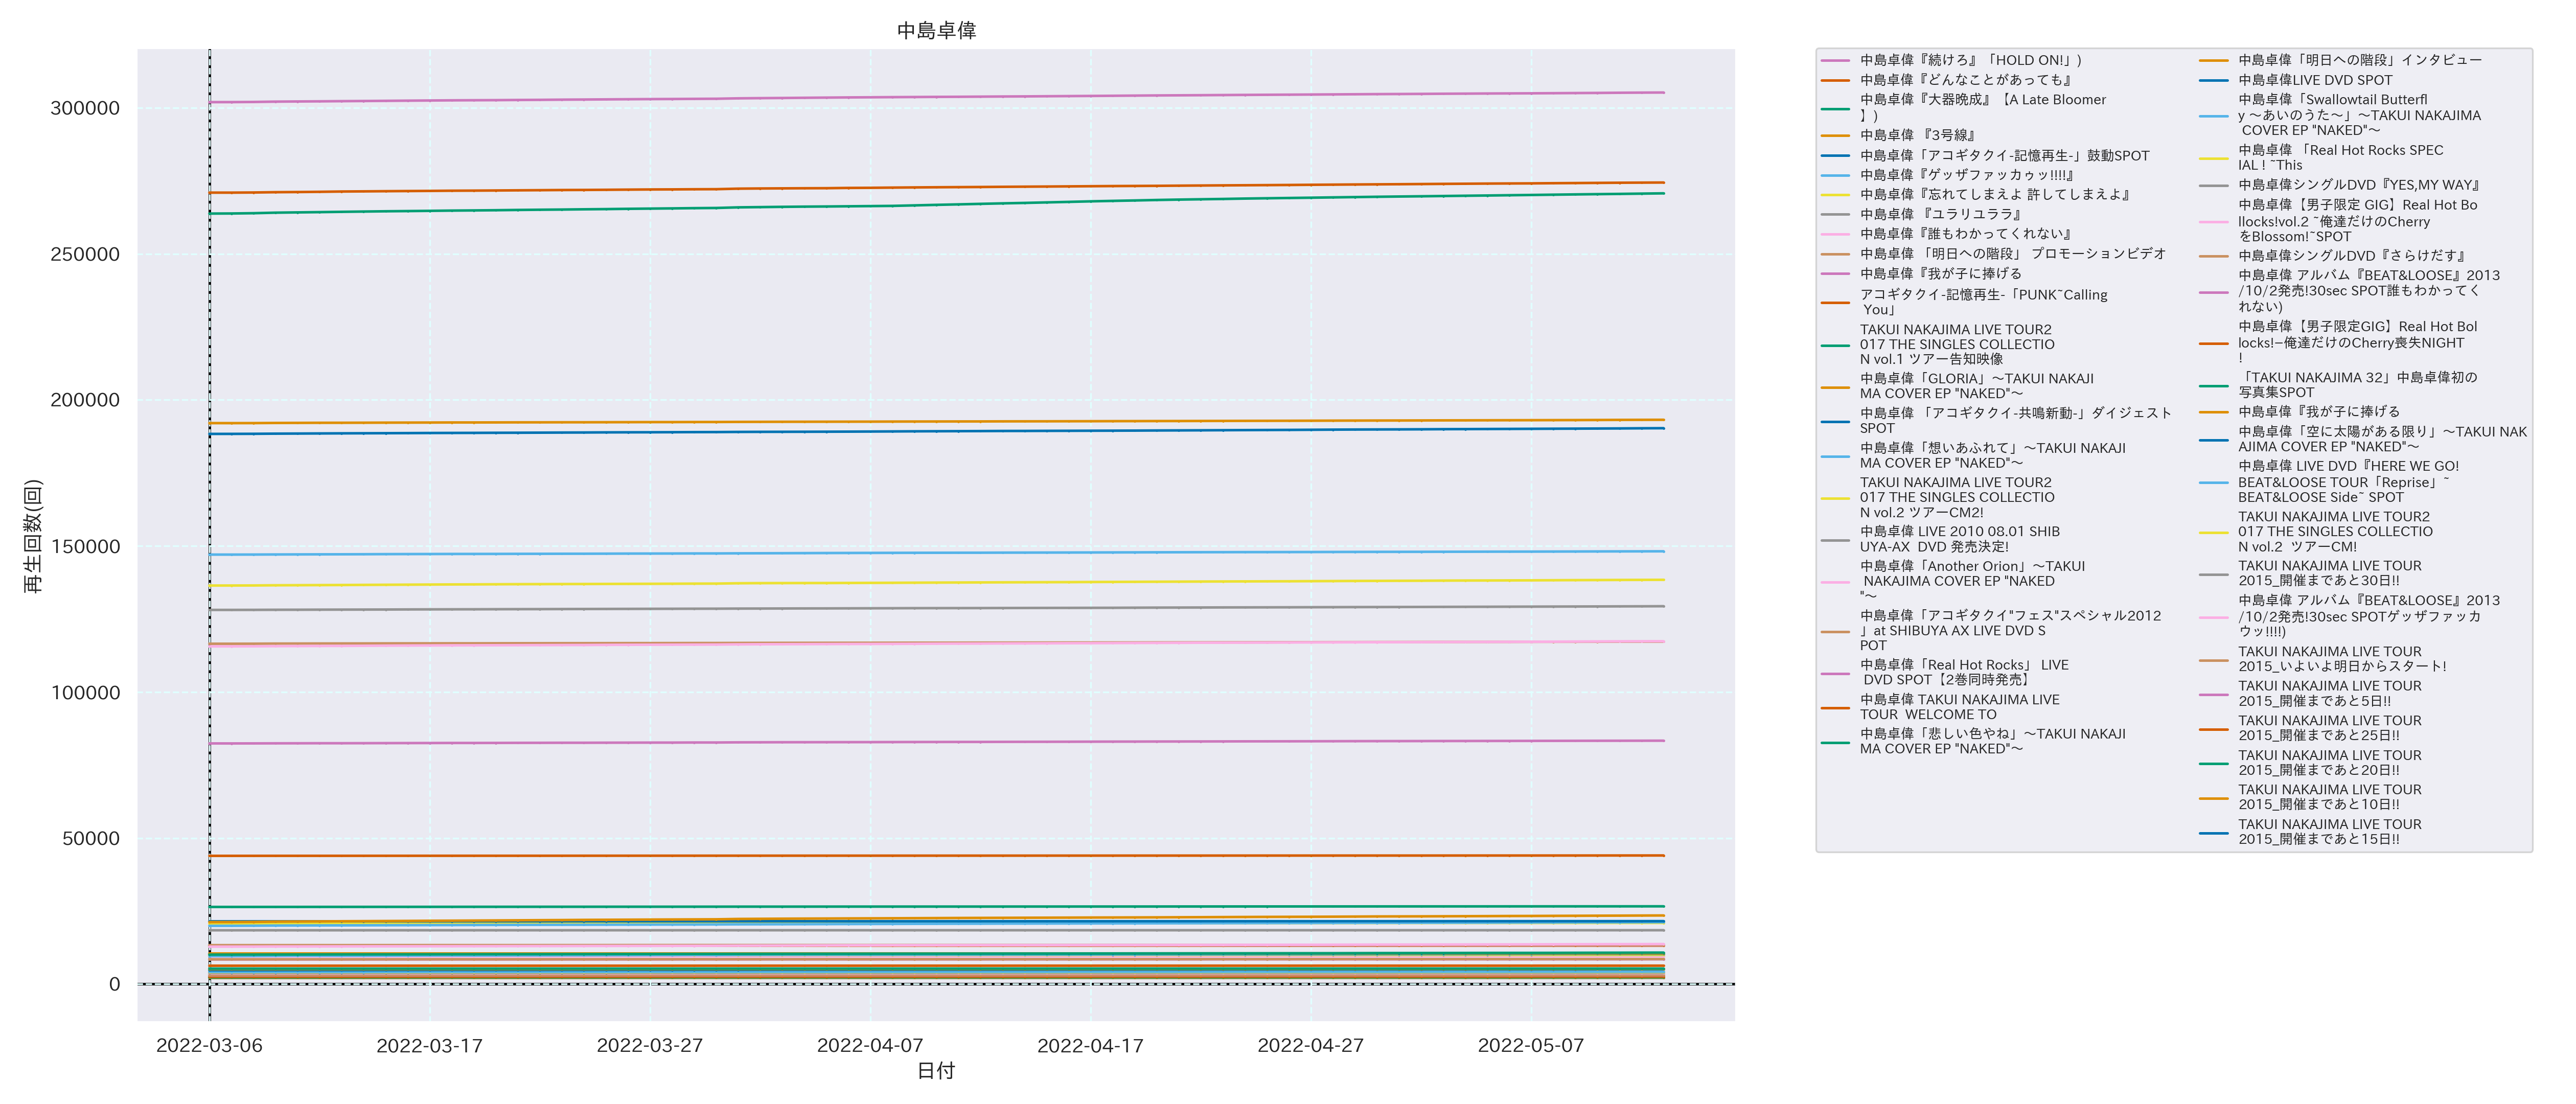 中島卓偉
300000
250000
200000
150000
100000
50000
0
再生回数(回)
2022-03-06
2022-03-17
2022-03-27
2022-04-07
2022-04-17
2022-04-27
2022-05-07
日付
中島卓偉『続けろ』「HOLD ON!」)
中島卓偉『どんなことがあっても』
中島卓偉『大器晩成』【A Late Bloomer
】)
中島卓偉 『3号線』
中島卓偉「アコギタクイ-記憶再生-」鼓動SPOT
中島卓偉『ゲッザファッカゥッ!!!!』
中島卓偉『忘れてしまえよ 許してしまえよ』
中島卓偉 『ユラリユララ』
中島卓偉『誰もわかってくれない』
中島卓偉 「明日への階段」 プロモーションビデオ
中島卓偉『我が子に捧げる
アコギタクイ-記憶再生-「PUNK~Calling
You」
TAKUI NAKAJIMA LIVE TOUR2
017 THE SINGLES COLLECTIO
N vol.1 ツアー告知映像
中島卓偉「GLORIA」〜TAKUI NAKAJI
MA COVER EP "NAKED"〜
中島卓偉 「アコギタクイ-共鳴新動-」ダイジェスト
SPOT
中島卓偉「想いあふれて」〜TAKUI NAKAJI
MA COVER EP "NAKED"〜
TAKUI NAKAJIMA LIVE TOUR2
017 THE SINGLES COLLECTIO
N vol.2 ツアーCM2!
中島卓偉 LIVE 2010 08.01 SHIB
UYA-AX  DVD 発売決定!
中島卓偉「Another Orion」〜TAKUI
NAKAJIMA COVER EP "NAKED
"〜
中島卓偉「アコギタクイ"フェス"スペシャル2012
」at SHIBUYA AX LIVE DVD S
POT
中島卓偉「Real Hot Rocks」 LIVE
DVD SPOT【2巻同時発売】
中島卓偉 TAKUI NAKAJIMA LIVE
TOUR  WELCOME TO
中島卓偉「悲しい色やね」〜TAKUI NAKAJI
MA COVER EP "NAKED"〜
中島卓偉「明日への階段」インタビュー
中島卓偉LIVE DVD SPOT
中島卓偉「Swallowtail Butterfl
y 〜あいのうた〜」〜TAKUI NAKAJIMA
COVER EP "NAKED"〜
中島卓偉 「Real Hot Rocks SPEC
IAL ! ~This
中島卓偉シングルDVD『YES,MY WAY』
中島卓偉【男子限定 GIG】Real Hot Bo
llocks!vol.2 ~俺達だけのCherry
をBlossom!~SPOT
中島卓偉シングルDVD『さらけだす』
中島卓偉 アルバム『BEAT&LOOSE』2013
/10/2発売!30sec SPOT誰もわかってく
れない)
中島卓偉【男子限定GIG】Real Hot Bol
locks!−俺達だけのCherry喪失NIGHT
!
「TAKUI NAKAJIMA 32」中島卓偉初の
写真集SPOT
中島卓偉『我が子に捧げる
中島卓偉「空に太陽がある限り」〜TAKUI NAK
AJIMA COVER EP "NAKED"〜
中島卓偉 LIVE DVD『HERE WE GO!
BEAT&LOOSE TOUR「Reprise」~
BEAT&LOOSE Side~ SPOT
TAKUI NAKAJIMA LIVE TOUR2
017 THE SINGLES COLLECTIO
N vol.2  ツアーCM!
TAKUI NAKAJIMA LIVE TOUR
2015_開催まであと30日!!
中島卓偉 アルバム『BEAT&LOOSE』2013
/10/2発売!30sec SPOTゲッザファッカ
ウッ!!!!)
TAKUI NAKAJIMA LIVE TOUR
2015_いよいよ明日からスタート!
TAKUI NAKAJIMA LIVE TOUR
2015_開催まであと5日!!
TAKUI NAKAJIMA LIVE TOUR
2015_開催まであと25日!!
TAKUI NAKAJIMA LIVE TOUR
2015_開催まであと20日!!
TAKUI NAKAJIMA LIVE TOUR
2015_開催まであと10日!!
TAKUI NAKAJIMA LIVE TOUR
2015_開催まであと15日!!